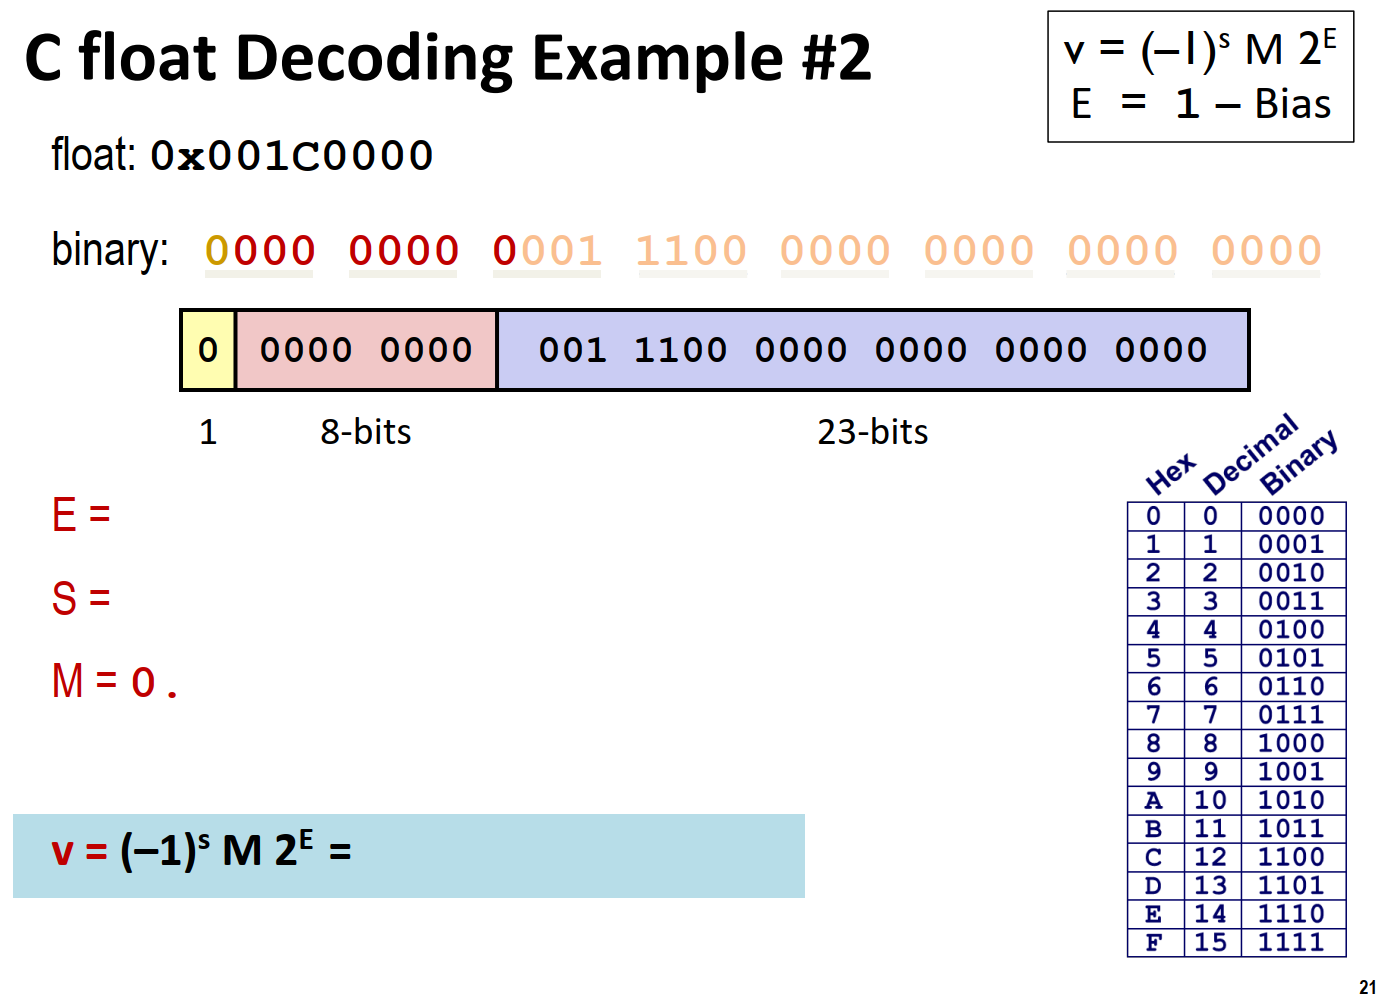 C float Decoding Example #2
v = (–1)ˢ M 2ᴱ
E = 1 – Bias
float: 0x001C0000
binary: 0000 0000 0001 1100 0000 0000 0000 0000
0 0000 0000 001 1100 0000 0000 0000 0000
1 8-bits 23-bits
E =
S =
M = 0.
v = (–1)ˢ M 2ᴱ =
Hex Decimal Binary
0 0 0000
1 1 0001
2 2 0010
3 3 0011
4 4 0100
5 5 0101
6 6 0110
7 7 0111
8 8 1000
9 9 1001
A 10 1010
B 11 1011
C 12 1100
D 13 1101
E 14 1110
F 15 1111
21